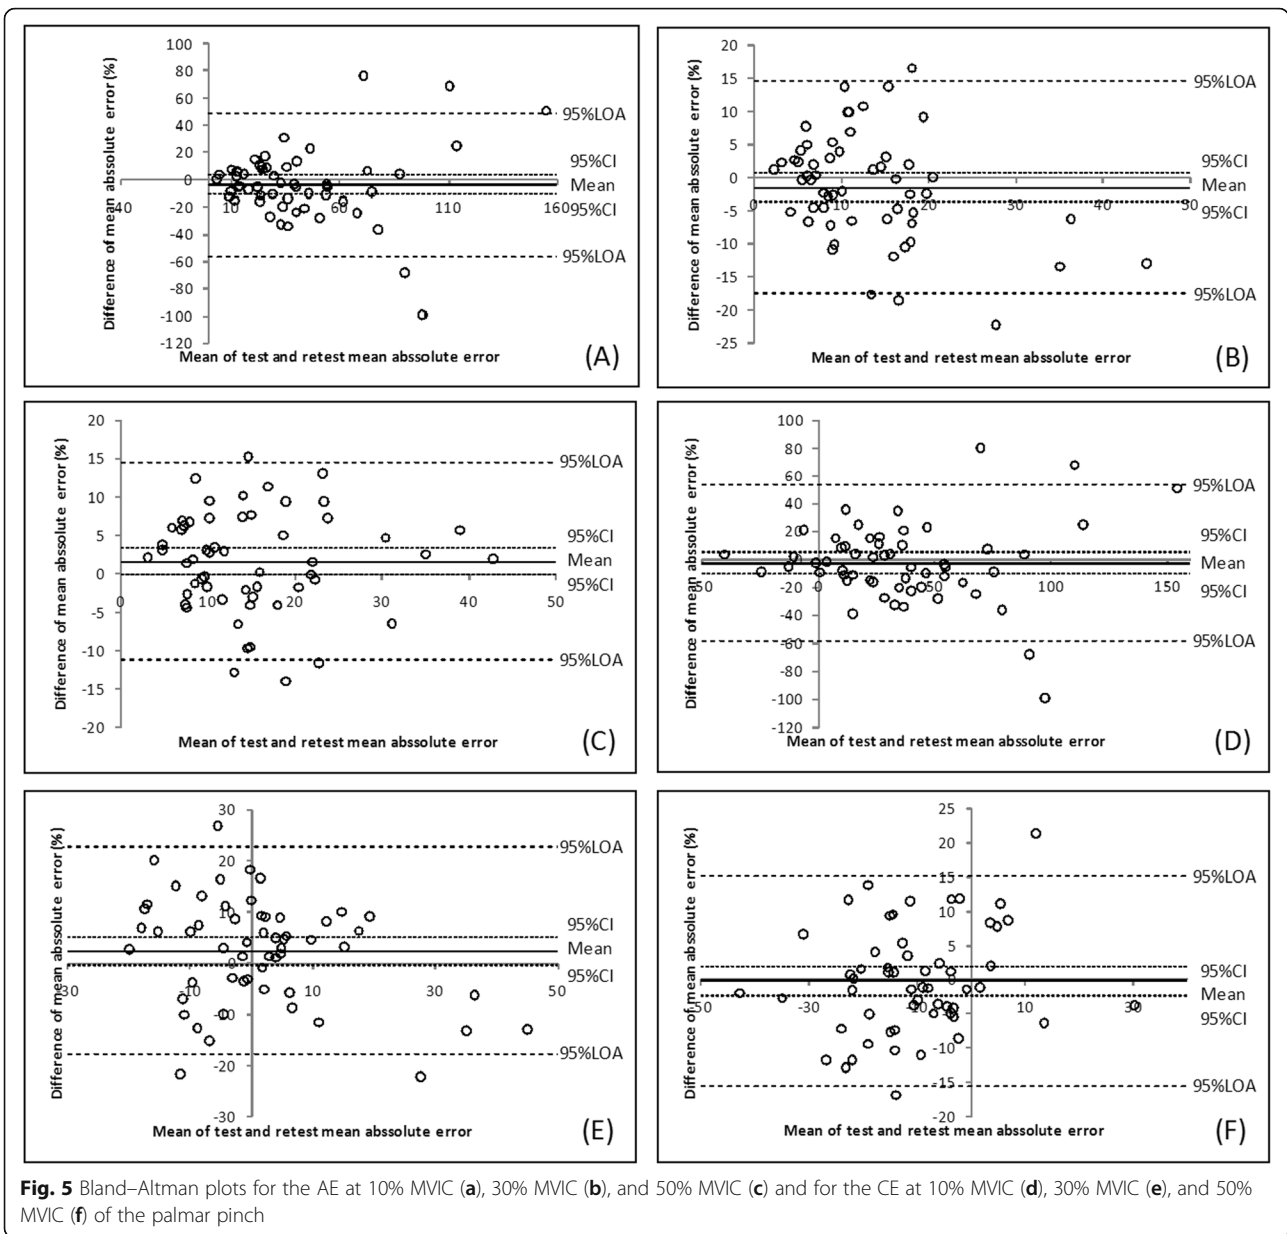 Difference of mean abssolute error (%)
100
80
60
40
20
0
-20
-40
-60
-80
-100
-120
-40
10
60
110
160
95%LOA
95%CI
Mean
95%CI
95%LOA
Mean of test and retest mean abssolute error
(A)
Difference of mean abssolute error (%)
20
15
10
5
0
-5
-10
-15
-20
-25
0
10
20
30
40
50
95%LOA
95%CI
Mean
95%CI
95%LOA
Mean of test and retest mean abssolute error
(B)
Difference of mean absolute error (%)
20
15
10
5
0
-5
-10
-15
-20
0
10
20
30
40
50
95%LOA
95%CI
Mean
95%CI
95%LOA
Mean of test and retest mean abssolute error
(C)
Difference of mean abssolute error (%)
100
80
60
40
20
0
-20
-40
-60
-80
-100
-120
-50
0
50
100
150
95%LOA
95%CI
Mean
95%CI
95%LOA
Mean of test and retest mean abssolute error
(D)
Difference of mean abssolute error (%)
30
20
10
0
-10
-20
-30
-30
-10
10
30
50
95%LOA
95%CI
Mean
95%CI
95%LOA
Mean of test and retest mean abssolute error
(E)
Difference of mean abssolute error (%)
25
20
15
10
5
0
-5
-10
-15
-20
-50
-30
-10
10
30
95%LOA
95%CI
Mean
95%CI
95%LOA
Mean of test and retest mean abssolute error
(F)
Fig. 5 Bland–Altman plots for the AE at 10% MVIC (a), 30% MVIC (b), and 50% MVIC (c) and for the CE at 10% MVIC (d), 30% MVIC (e), and 50%
MVIC (f) of the palmar pinch